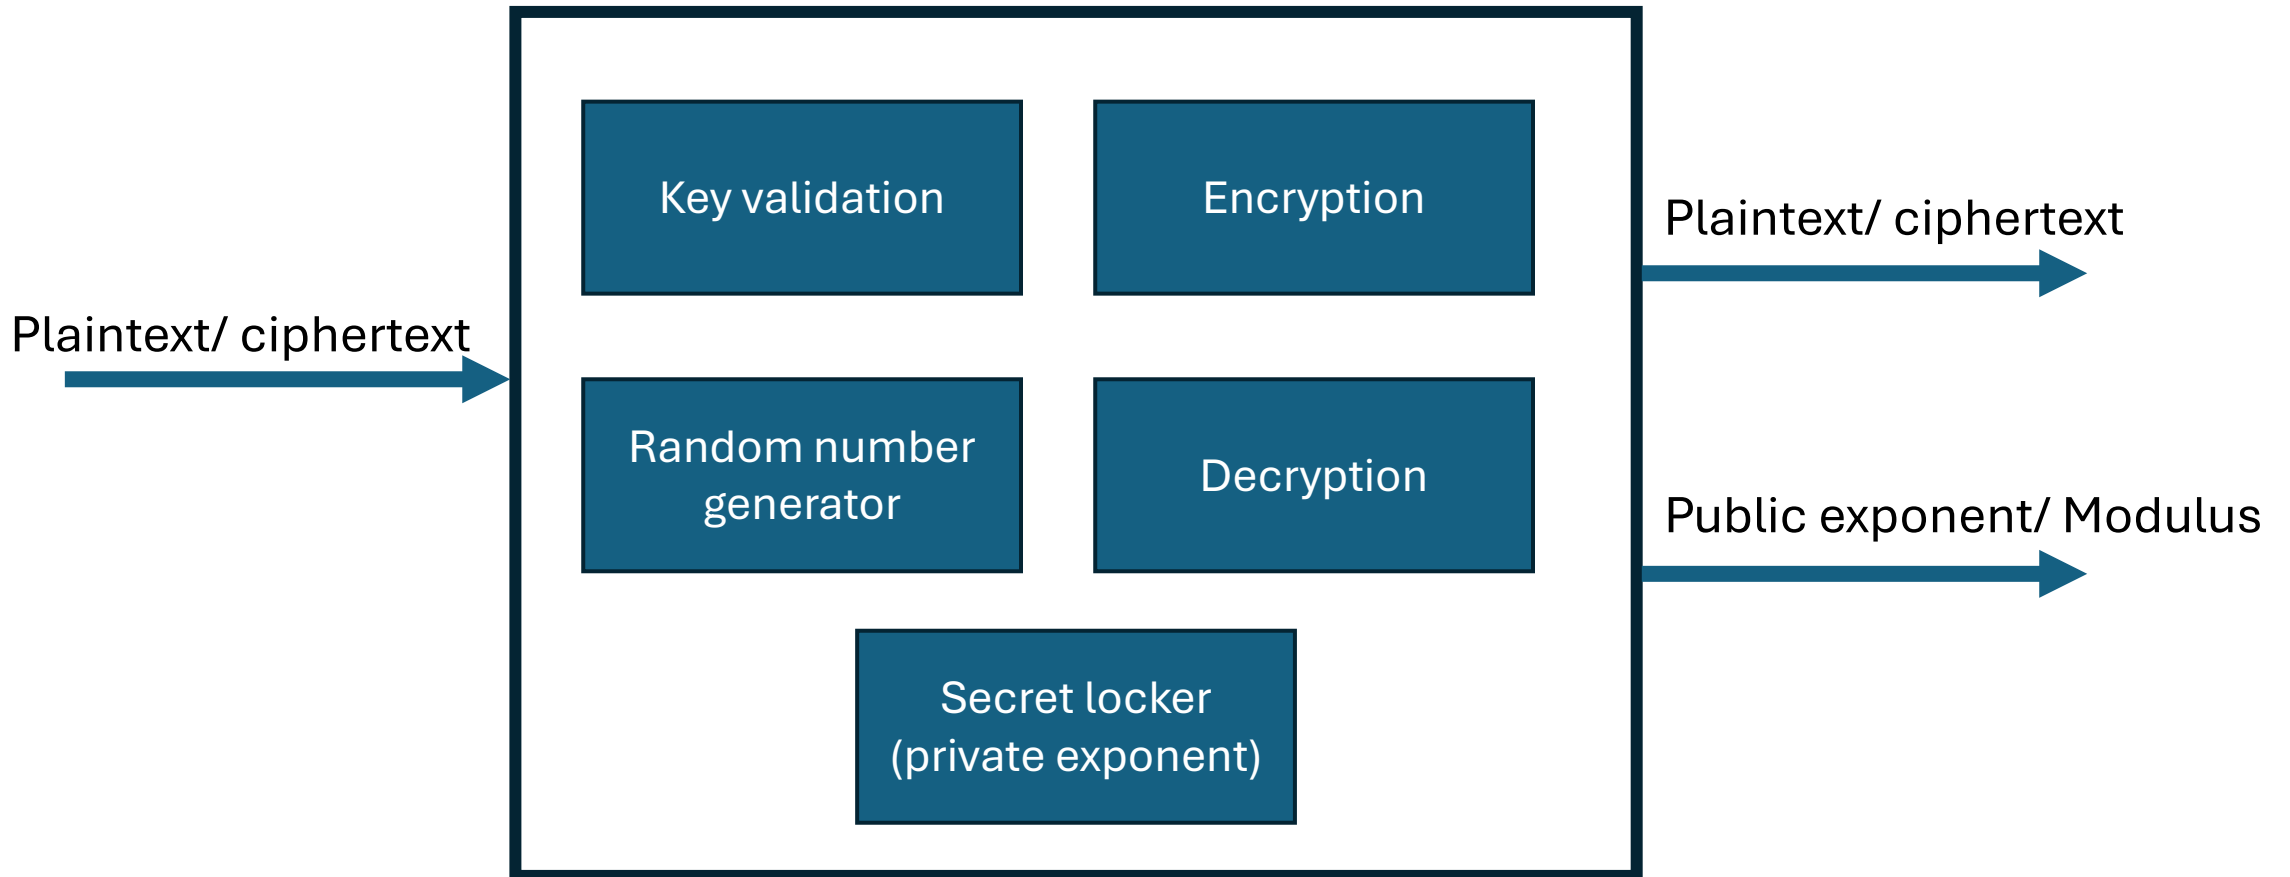 Key validation
Encryption
Plaintext/ ciphertext
Plaintext/ ciphertext
Random number
generator
Decryption
Public exponent/ Modulus
Secret locker
(private exponent)